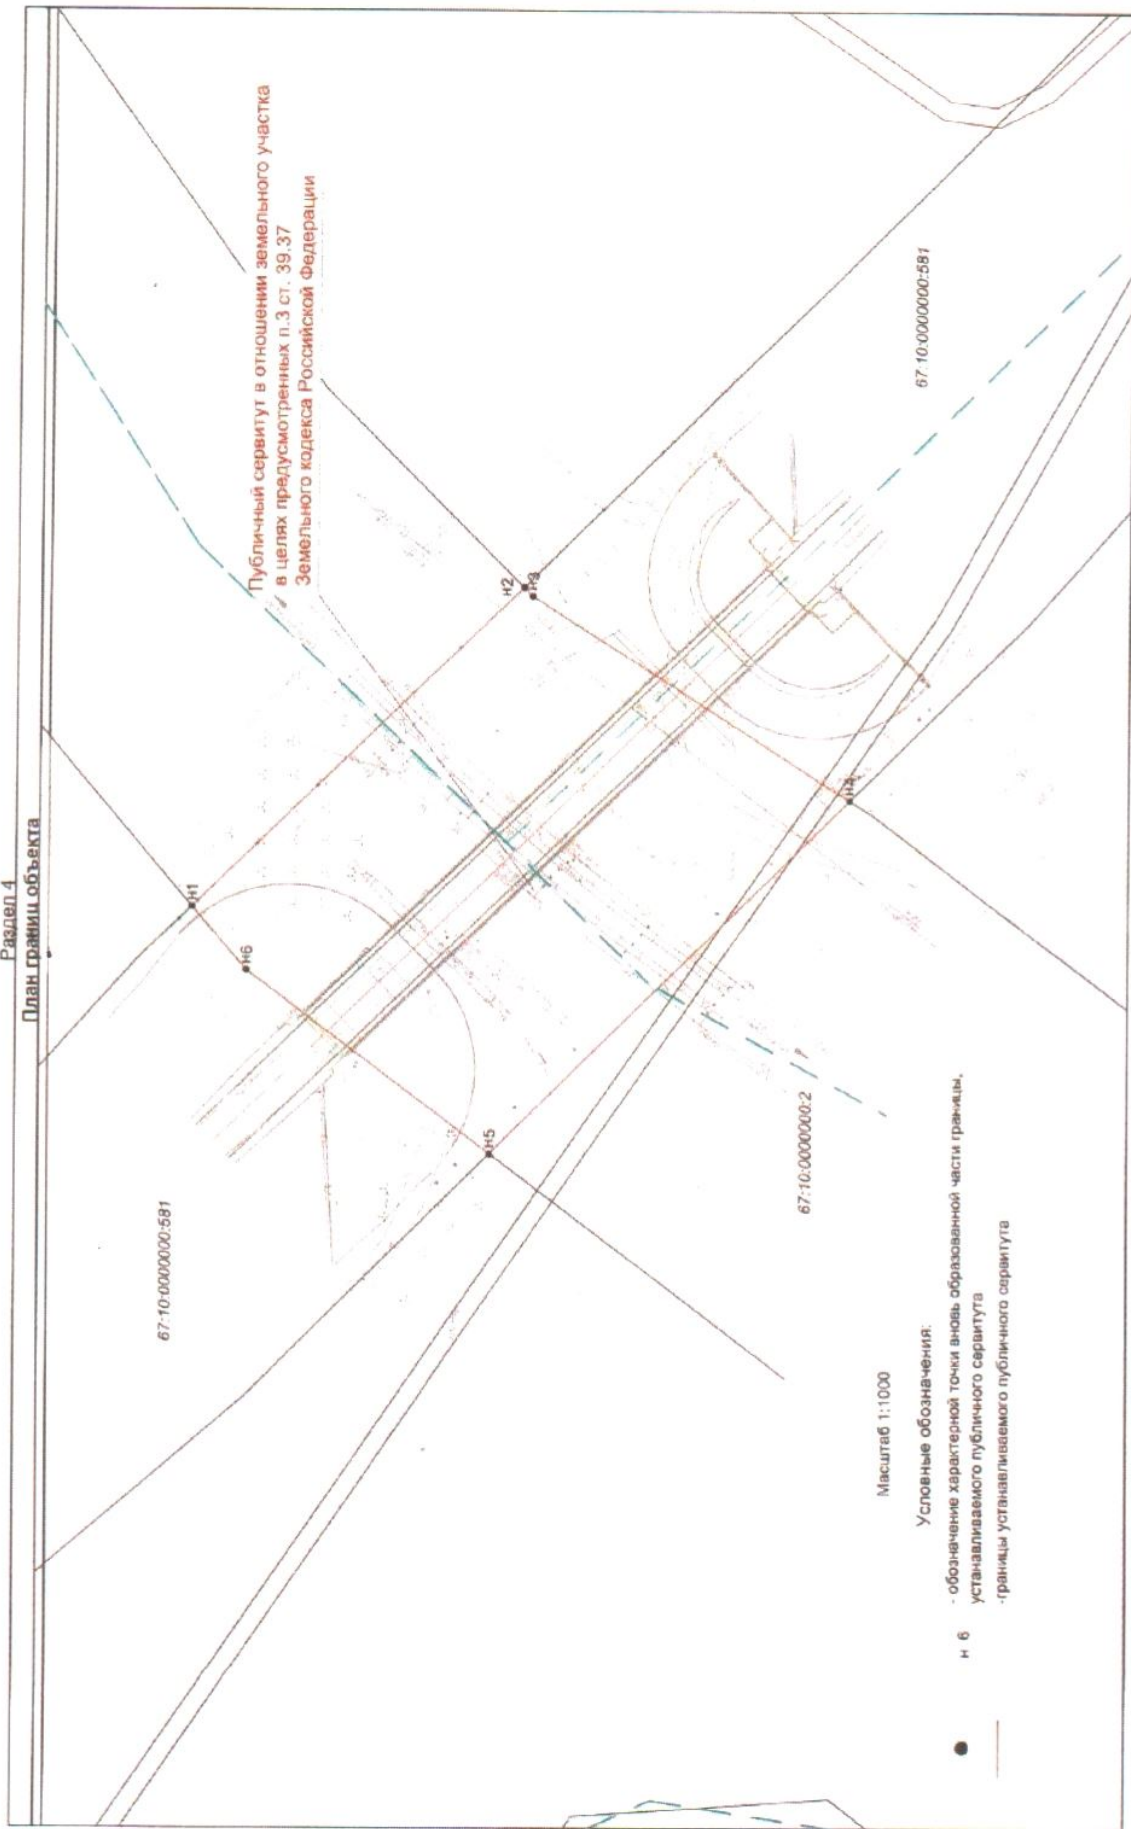 Раздел 4
План границ объекта
Публичный сервитут в отношении земельного участка
в целях предусмотренных п.3 ст. 39.37
Земельного кодекса Российской Федерации
н1
н6
н2
н3
н5
н4
67:10:0000000:581
67:10:0000000:581
67:10:0000000:2
Масштаб 1:1000
Условные обозначения:
н 6 - обозначение характерной точки вновь образованной части границы,
устанавливаемого публичного сервитута
-границы устанавливаемого публичного сервитута